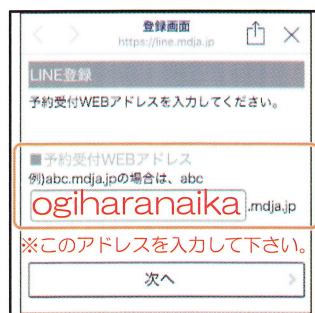 登録画面
https://line.mdja.jp
LINE登録
予約受付WEBアドレスを入力してください。
■予約受付WEBアドレス
例)abc.mdja.jpの場合は、abc
ogiharanaika .mdja.jp
※このアドレスを入力して下さい。
次へ